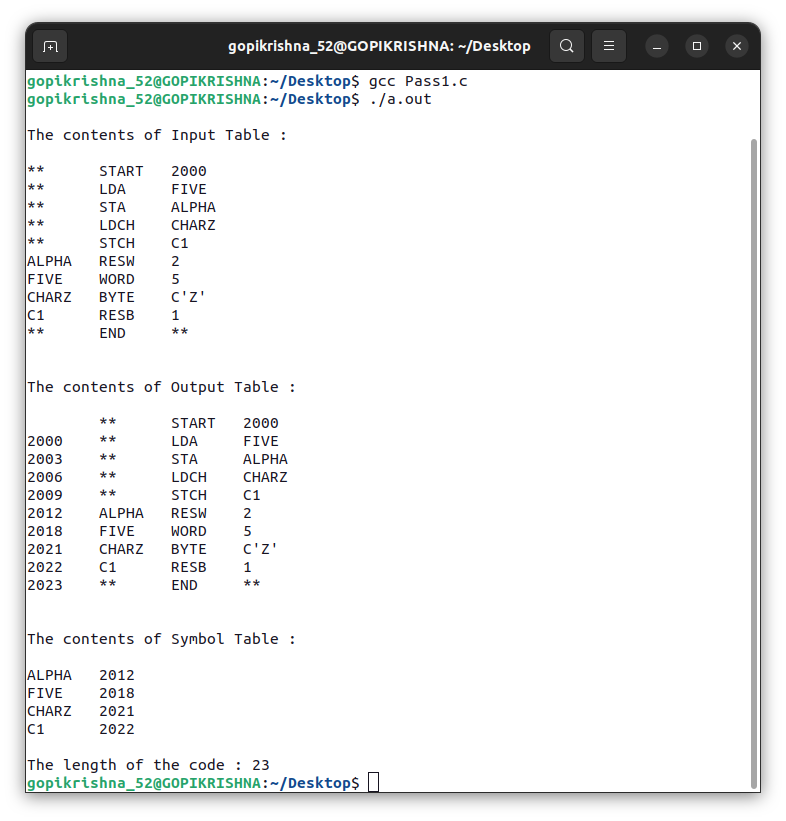 gopikrishna_52@GOPIKRISHNA: ~/Desktop
gopikrishna_52@GOPIKRISHNA:~/Desktop$ gcc Pass1.c
gopikrishna_52@GOPIKRISHNA:~/Desktop$ ./a.out
The contents of Input Table :
** START 2000
** LDA FIVE
** STA ALPHA
** LDCH CHARZ
** STCH C1
ALPHA RESW 2
FIVE WORD 5
CHARZ BYTE C'Z'
C1 RESB 1
** END **
The contents of Output Table :
** START 2000
2000 ** LDA FIVE
2003 ** STA ALPHA
2006 ** LDCH CHARZ
2009 ** STCH C1
2012 ALPHA RESW 2
2018 FIVE WORD 5
2021 CHARZ BYTE C'Z'
2022 C1 RESB 1
2023 ** END **
The contents of Symbol Table :
ALPHA 2012
FIVE 2018
CHARZ 2021
C1 2022
The length of the code : 23
gopikrishna_52@GOPIKRISHNA:~/Desktop$